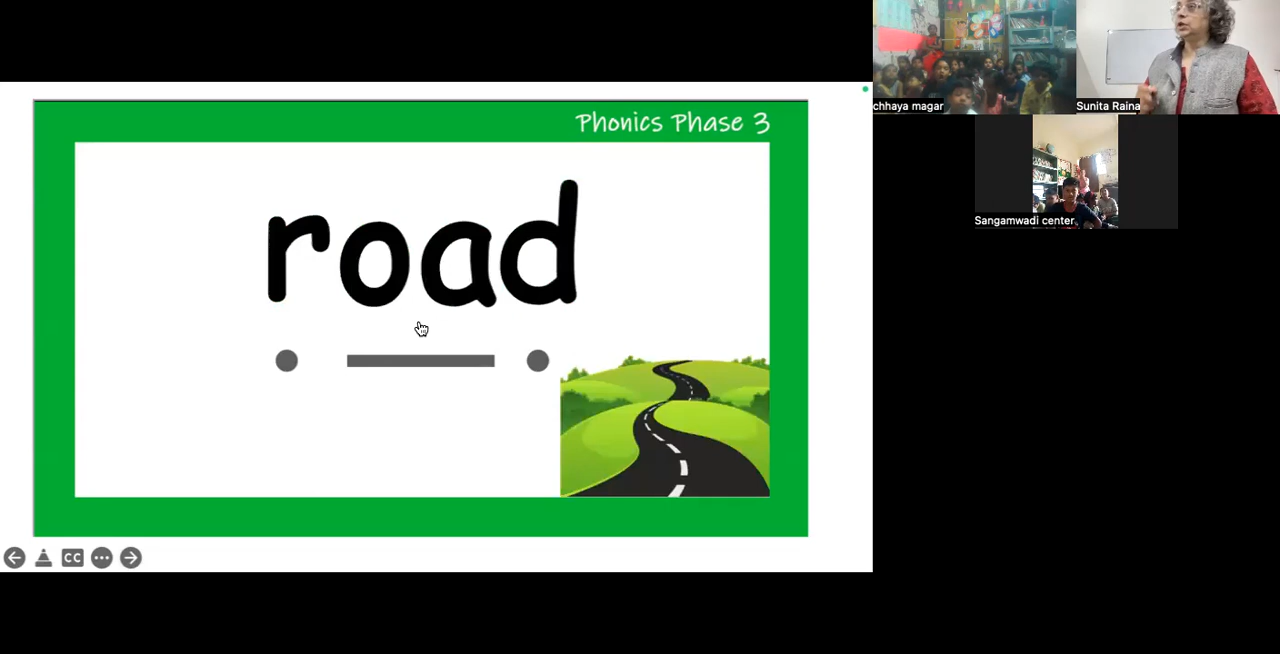 Phonics Phase 3
road
CC
chhaya magar
Sunita Raina
Sangamwadi center